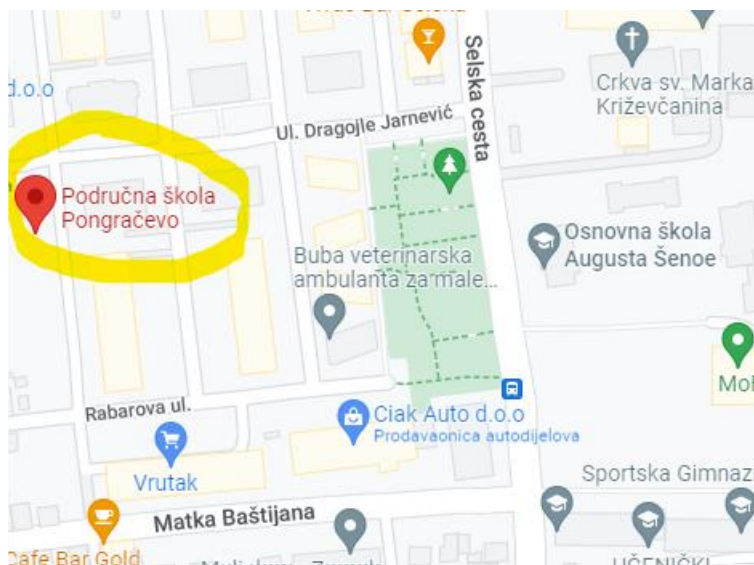 d.o.o
Selska cesta
Crkva sv. Marka
Križevčanina
Ul. Dragojle Jarnević
Područna škola
Pongračevo
Osnovna škola
Augusta Šenoe
Buba veterinarska
ambulanta za male...
Rabarova ul.
Ciak Auto d.o.o
Prodavaonica autodijelova
Vrutak
Sportska Gimnaz
Matka Baštijana
Cafe Bar Gold
UČENIČKI